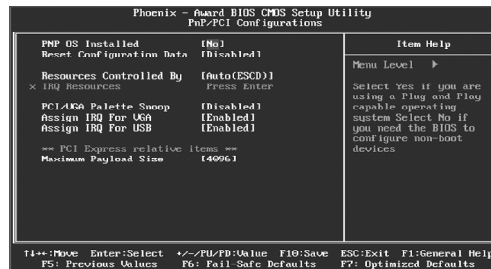 Phoenix - Award BIOS CMOS Setup Utility
PnP/PCI Configurations
PNP OS Installed [No]
Reset Configuration Data [Disabled]
Resources Controlled By [Auto(ESCD)]
x IRQ Resources Press Enter
PCI/VGA Palette Snoop [Disabled]
Assign IRQ For VGA [Enabled]
Assign IRQ For USB [Enabled]
** PCI Express relative items **
Maximum Payload Size [4096]
Item Help
Menu Level ▶
Select Yes if you are
using a Plug and Play
capable operating
system Select No if
you need the BIOS to
configure non-boot
devices
↑↓→←:Move Enter:Select +/-/PU/PD:Value F10:Save ESC:Exit F1:General Help
F5: Previous Values F6: Fail-Safe Defaults F7: Optimized Defaults